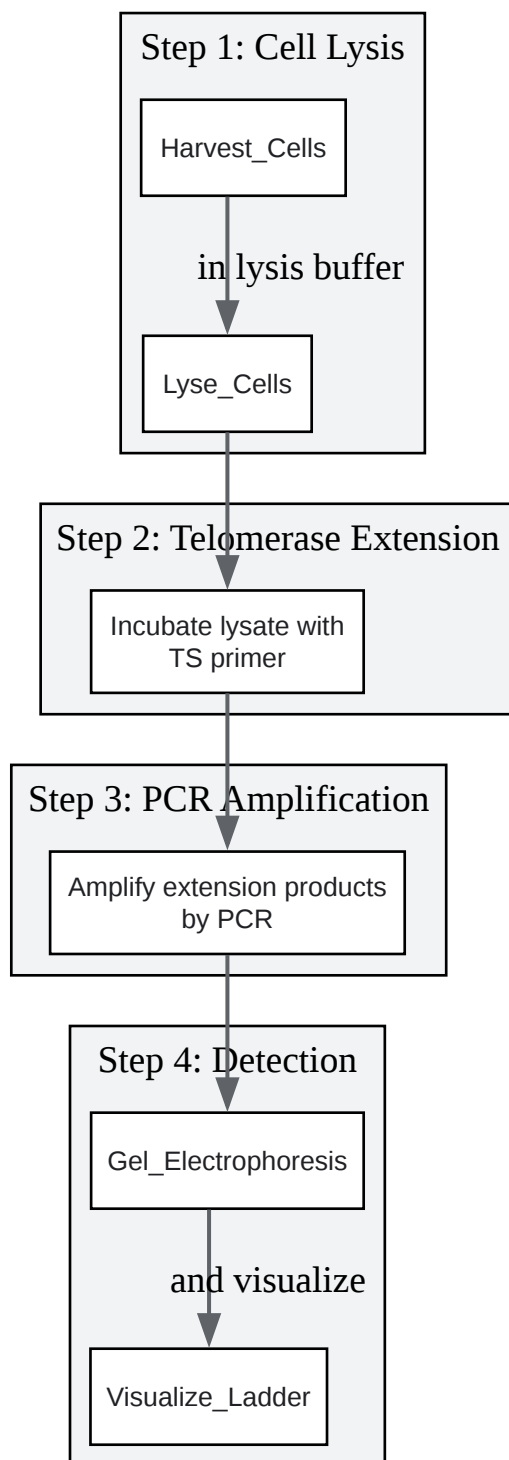 Step 1: Cell Lysis
Harvest_Cells
in lysis buffer
Lyse_Cells
Step 2: Telomerase Extension
Incubate lysate with
TS primer
Step 3: PCR Amplification
Amplify extension products
by PCR
Step 4: Detection
Gel_Electrophoresis
and visualize
Visualize_Ladder